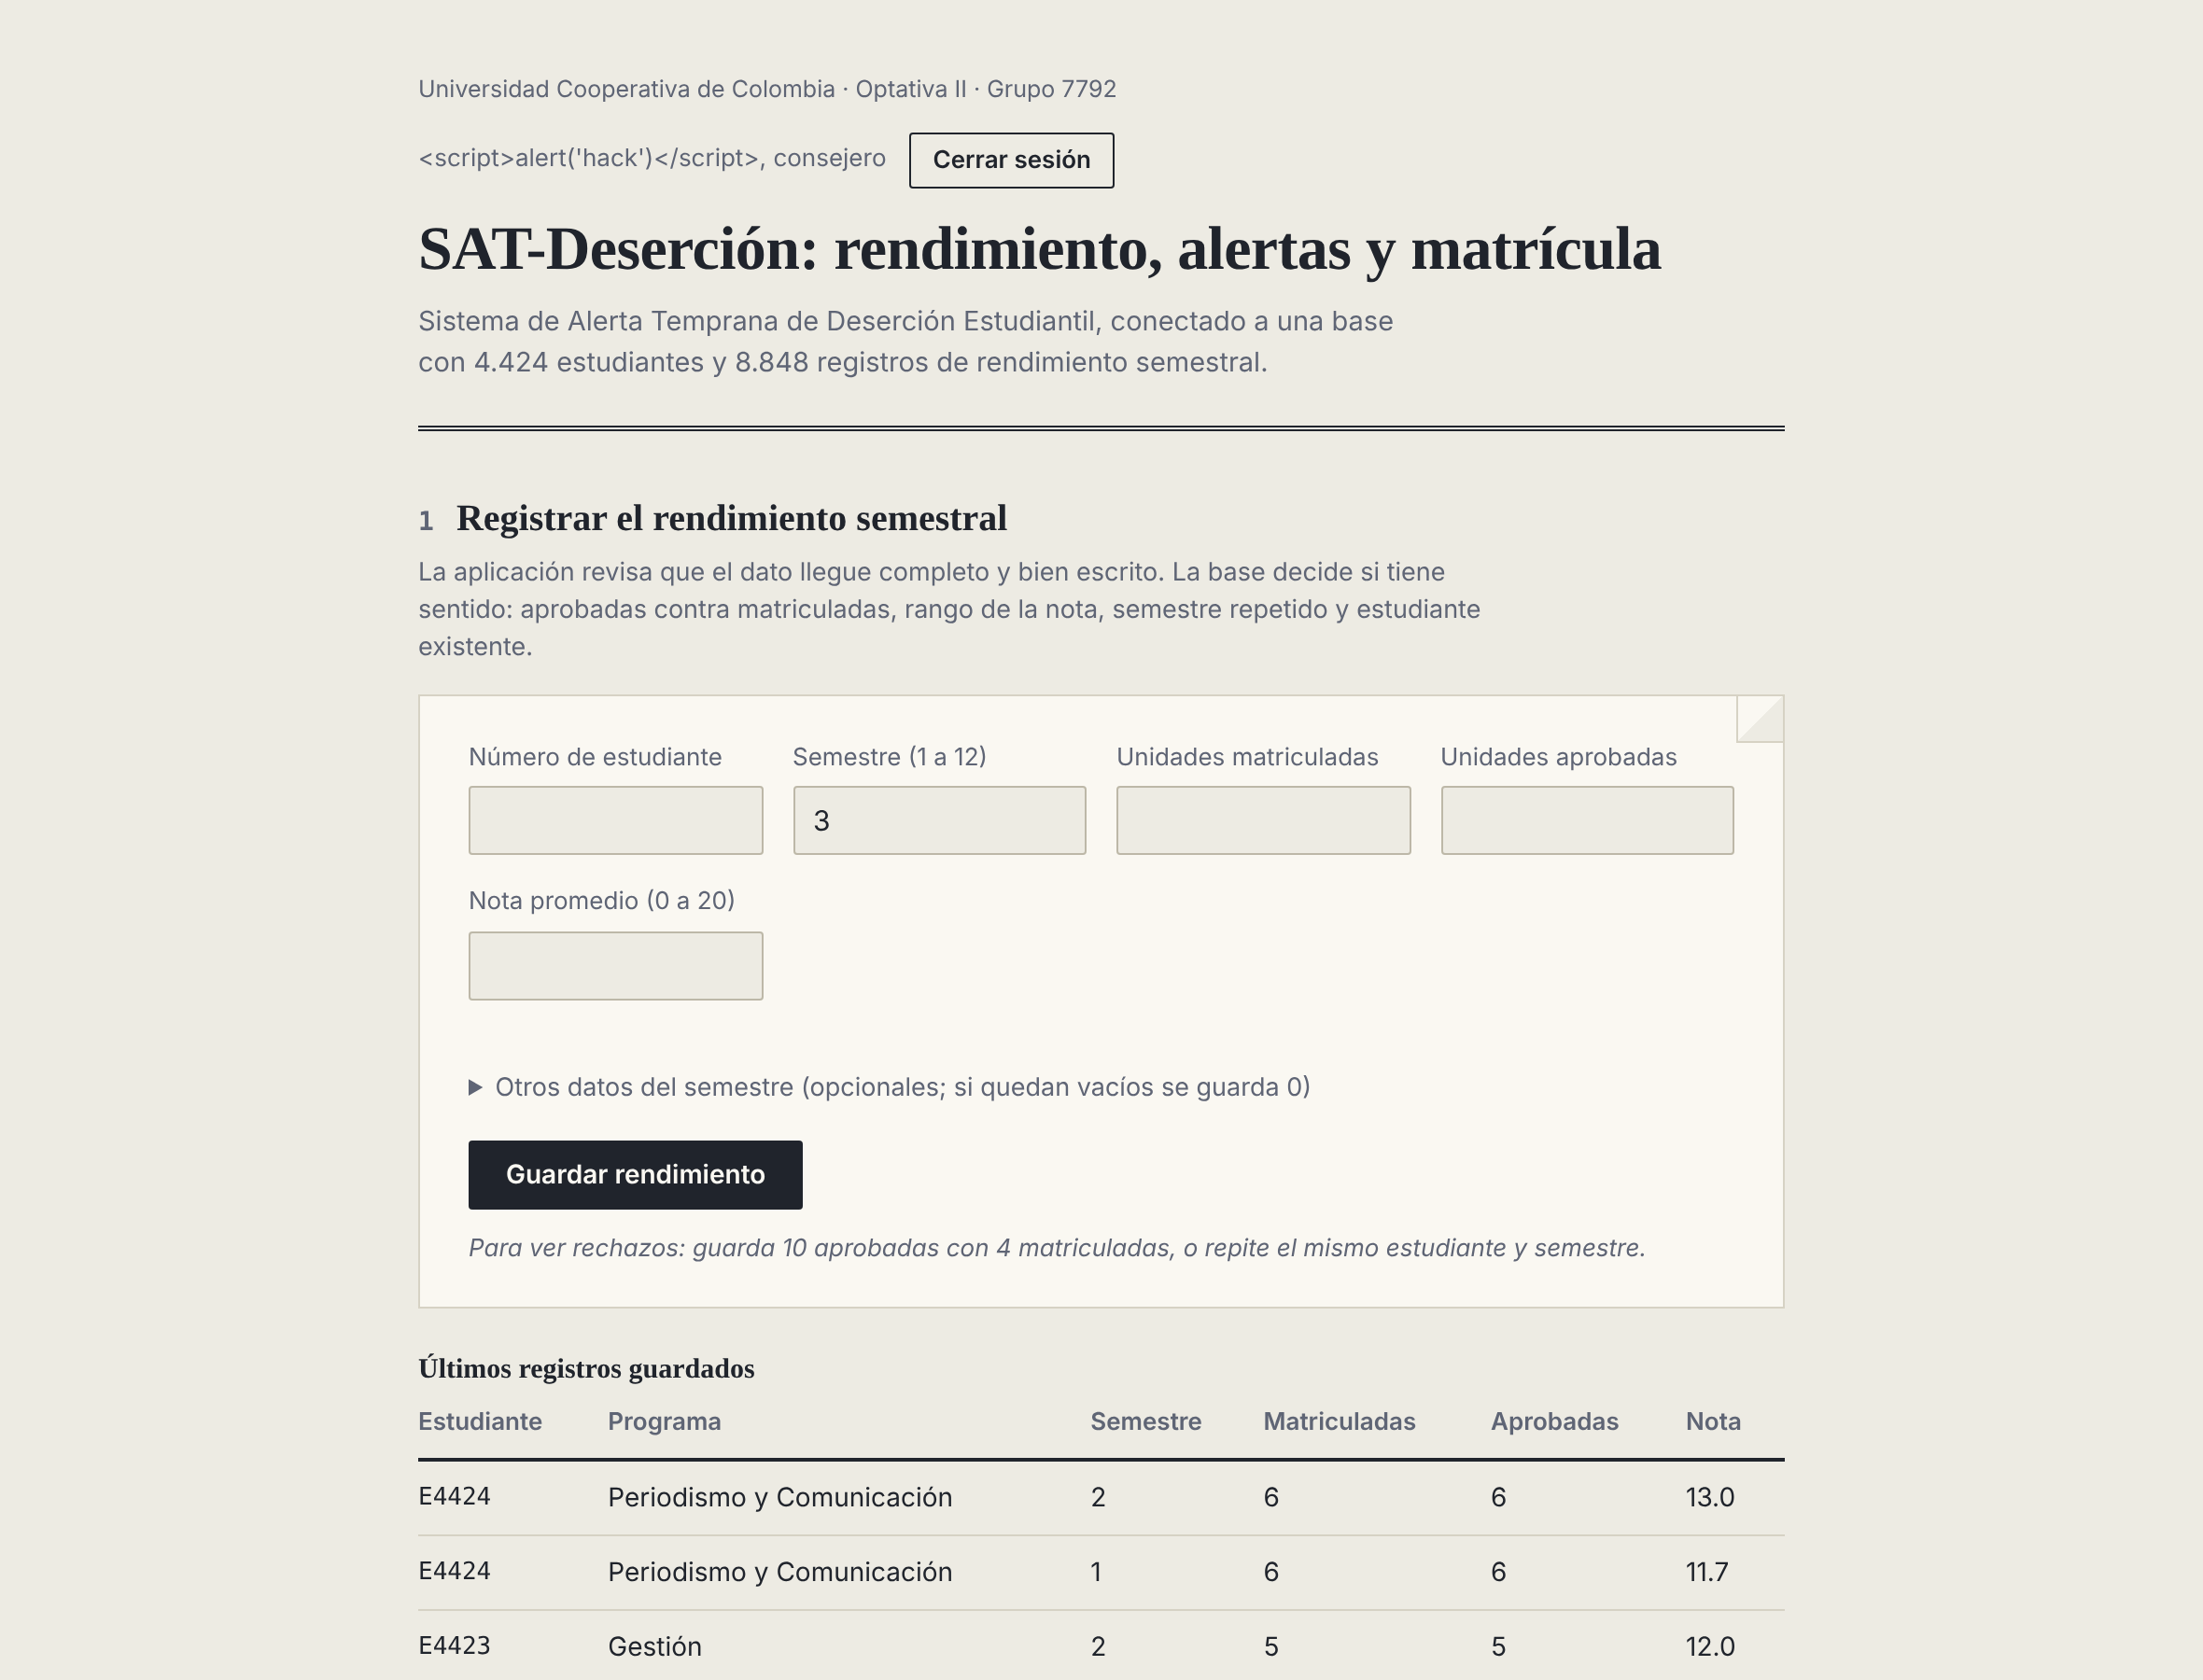 Universidad Cooperativa de Colombia · Optativa II · Grupo 7792
<script>alert('hack')</script>, consejero Cerrar sesión
SAT-Deserción: rendimiento, alertas y matrícula
Sistema de Alerta Temprana de Deserción Estudiantil, conectado a una base
con 4.424 estudiantes y 8.848 registros de rendimiento semestral.
1 Registrar el rendimiento semestral
La aplicación revisa que el dato llegue completo y bien escrito. La base decide si tiene
sentido: aprobadas contra matriculadas, rango de la nota, semestre repetido y estudiante
existente.
Número de estudiante Semestre (1 a 12) Unidades matriculadas Unidades aprobadas
3
Nota promedio (0 a 20)
Otros datos del semestre (opcionales; si quedan vacíos se guarda 0)
Guardar rendimiento
Para ver rechazos: guarda 10 aprobadas con 4 matriculadas, o repite el mismo estudiante y semestre.
Últimos registros guardados
Estudiante Programa Semestre Matriculadas Aprobadas Nota
E4424 Periodismo y Comunicación 2 6 6 13.0
E4424 Periodismo y Comunicación 1 6 6 11.7
E4423 Gestión 2 5 5 12.0